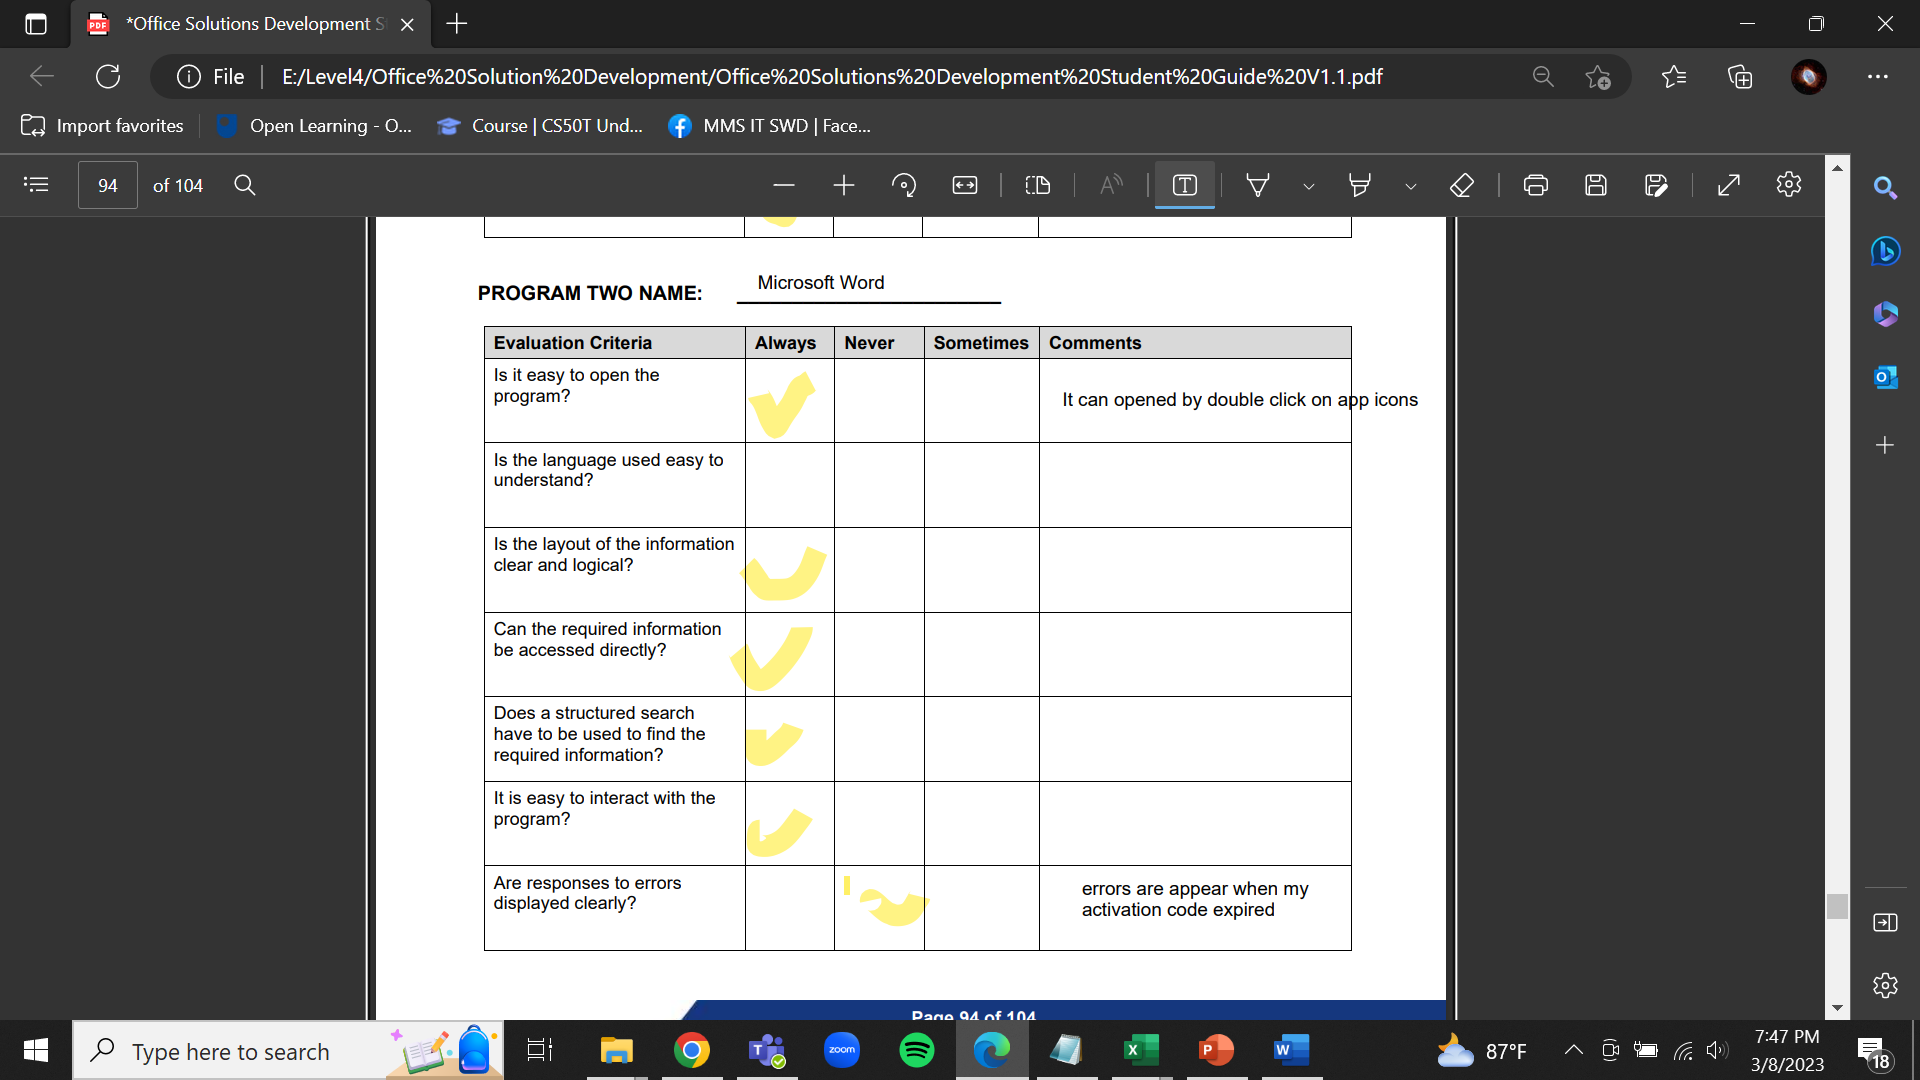 *Office Solutions Development S
File
E:/Level4/Office%20Solution%20Development/Office%20Solutions%20Development%20Student%20Guide%20V1.1.pdf
Import favorites
Open Learning - O...
Course | CS50T Und...
MMS IT SWD | Face...
94 of 104
PROGRAM TWO NAME: Microsoft Word
Evaluation Criteria Always Never Sometimes Comments
Is it easy to open the
program?
It can opened by double click on app icons
Is the language used easy to
understand?
Is the layout of the information
clear and logical?
Can the required information
be accessed directly?
Does a structured search
have to be used to find the
required information?
It is easy to interact with the
program?
Are responses to errors
displayed clearly?
errors are appear when my
activation code expired
Page 94 of 104
Type here to search
zoom
87°F
7:47 PM
3/8/2023
18